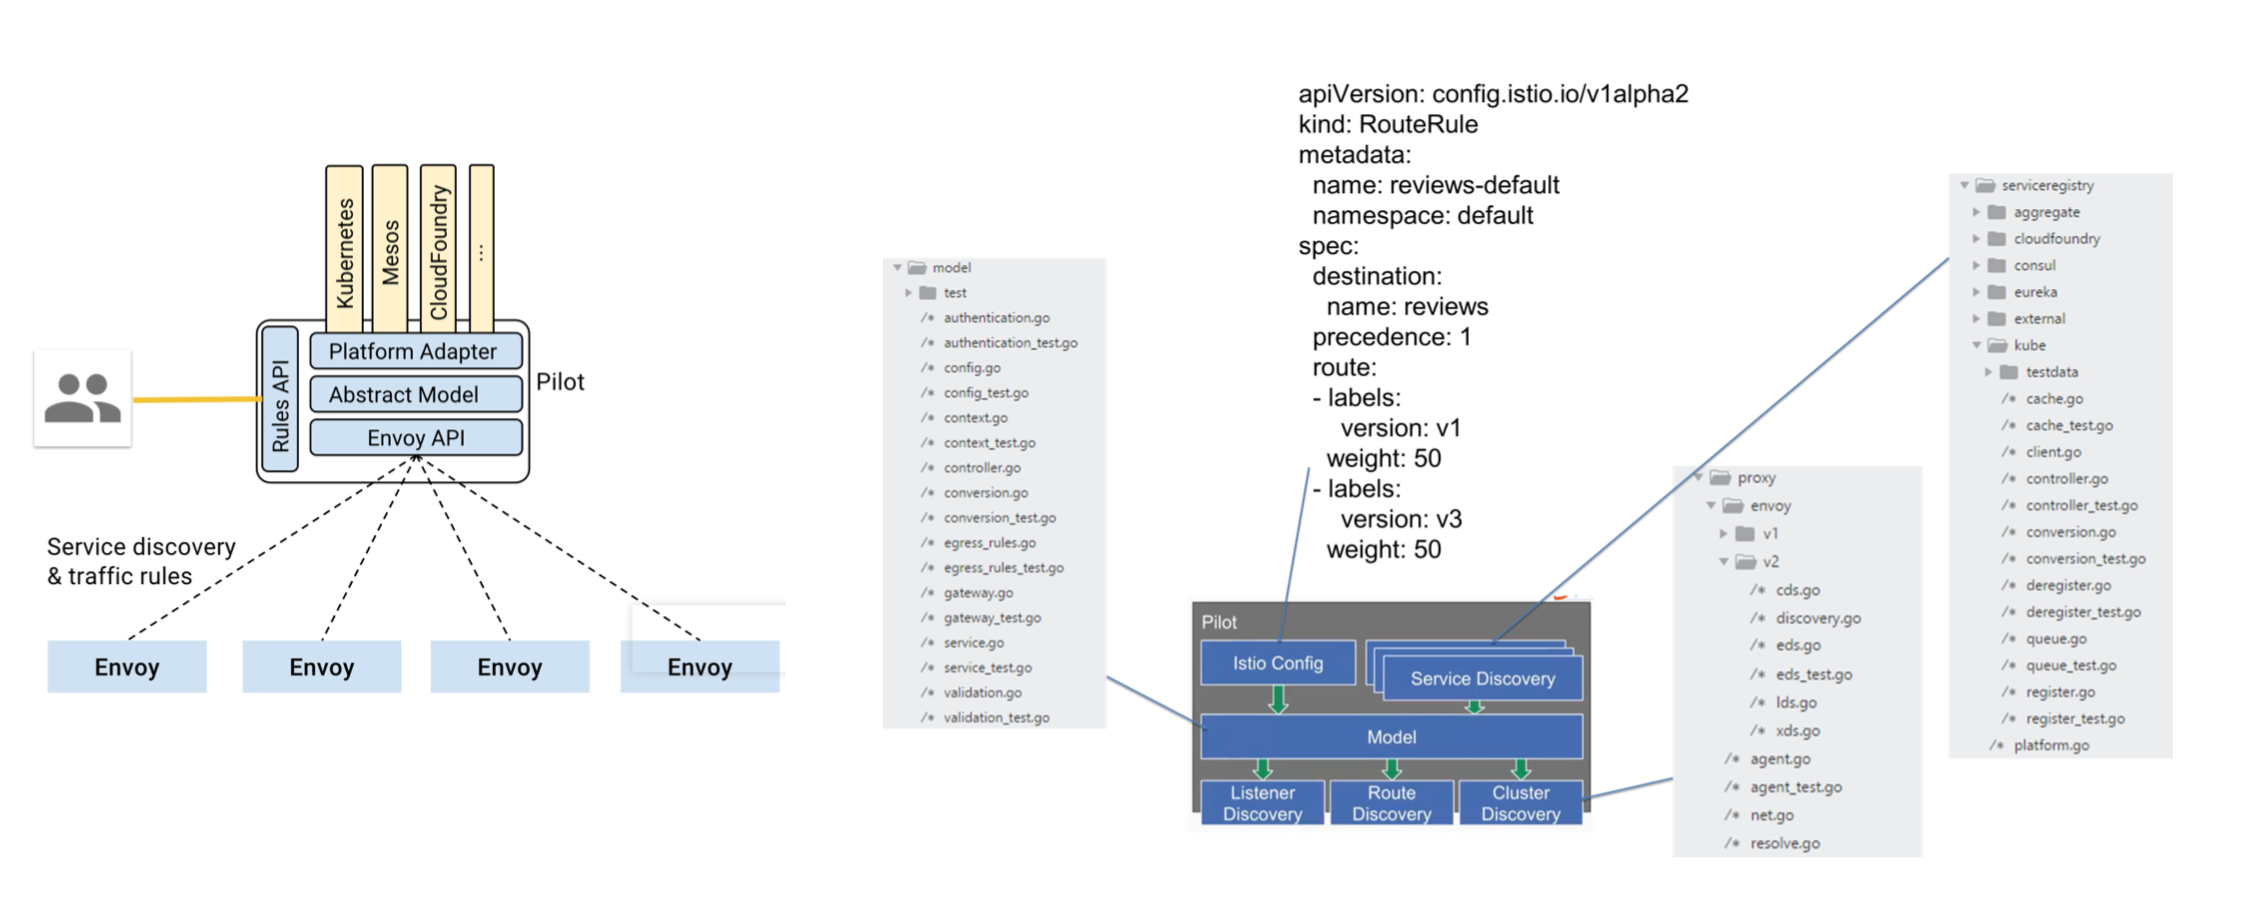 Kubernetes
Mesos
CloudFoundry
...
Rules API
Platform Adapter
Abstract Model
Envoy API
Pilot
Service discovery
& traffic rules
Envoy
Envoy
Envoy
Envoy
model
test
/* authentication.go
/* authentication_test.go
/* config.go
/* config_test.go
/* context.go
/* context_test.go
/* controller.go
/* conversion.go
/* conversion_test.go
/* egress_rules.go
/* egress_rules_test.go
/* gateway.go
/* gateway_test.go
/* service.go
/* service_test.go
/* validation.go
/* validation_test.go
apiVersion: config.istio.io/v1alpha2
kind: RouteRule
metadata:
  name: reviews-default
  namespace: default
spec:
  destination:
    name: reviews
  precedence: 1
  route:
  - labels:
      version: v1
    weight: 50
  - labels:
      version: v3
    weight: 50
Pilot
Istio Config
Service Discovery
Model
Listener
Discovery
Route
Discovery
Cluster
Discovery
proxy
envoy
v1
v2
/* cds.go
/* discovery.go
/* eds.go
/* eds_test.go
/* lds.go
/* xds.go
/* agent.go
/* agent_test.go
/* net.go
/* resolve.go
serviceregistry
aggregate
cloudfoundry
consul
eureka
external
kube
testdata
/* cache.go
/* cache_test.go
/* client.go
/* controller.go
/* controller_test.go
/* conversion.go
/* conversion_test.go
/* deregister.go
/* deregister_test.go
/* queue.go
/* queue_test.go
/* register.go
/* register_test.go
/* platform.go